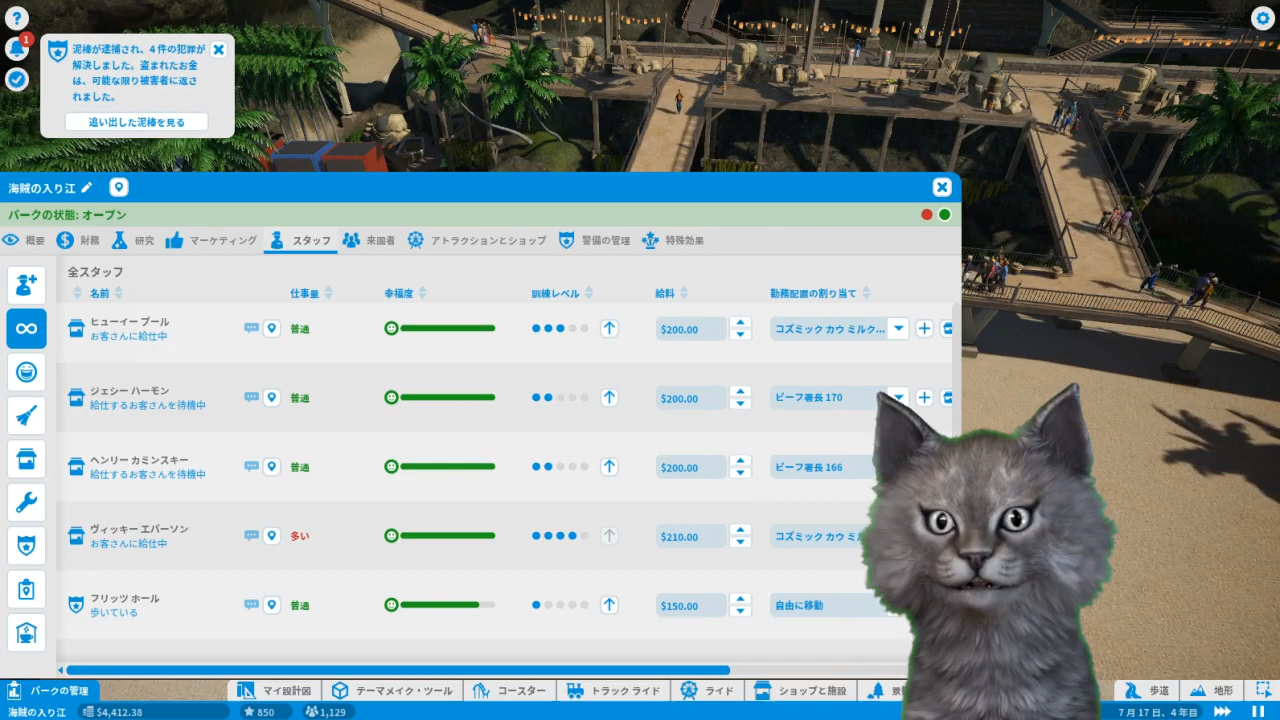 ?
1
泥棒が逮捕され、4 件の犯罪が
解決しました。盗まれたお金
は、可能な限り被害者に返さ
れました。
追い出した泥棒を見る
海賊の入り江
パークの状態: オープン
概要 財務 研究 マーケティング スタッフ 来園者 アトラクションとショップ 警備の管理 特殊効果
全スタッフ
名前 仕事量 幸福度 訓練レベル 給料 勤務配置の割り当て
ヒューイー プール
お客さんに給仕中
普通 $200.00 コズミック カウ ミルク...
ジェシー ハーモン
給仕するお客さんを待機中
普通 $200.00 ビーフ署長 170
ヘンリー カミンスキー
給仕するお客さんを待機中
普通 $200.00 ビーフ署長 166
ヴィッキー エバーソン
お客さんに給仕中
多い $210.00 コズミック カウ
フリッツ ホール
歩いている
普通 $150.00 自由に移動
パークの管理 マイ設計図 テーマメイク・ツール コースター トラック ライド ライド ショップと施設 歩道 地形
海賊の入り江 $4,412.38 850 1,129 7 月 17 日、4 年目